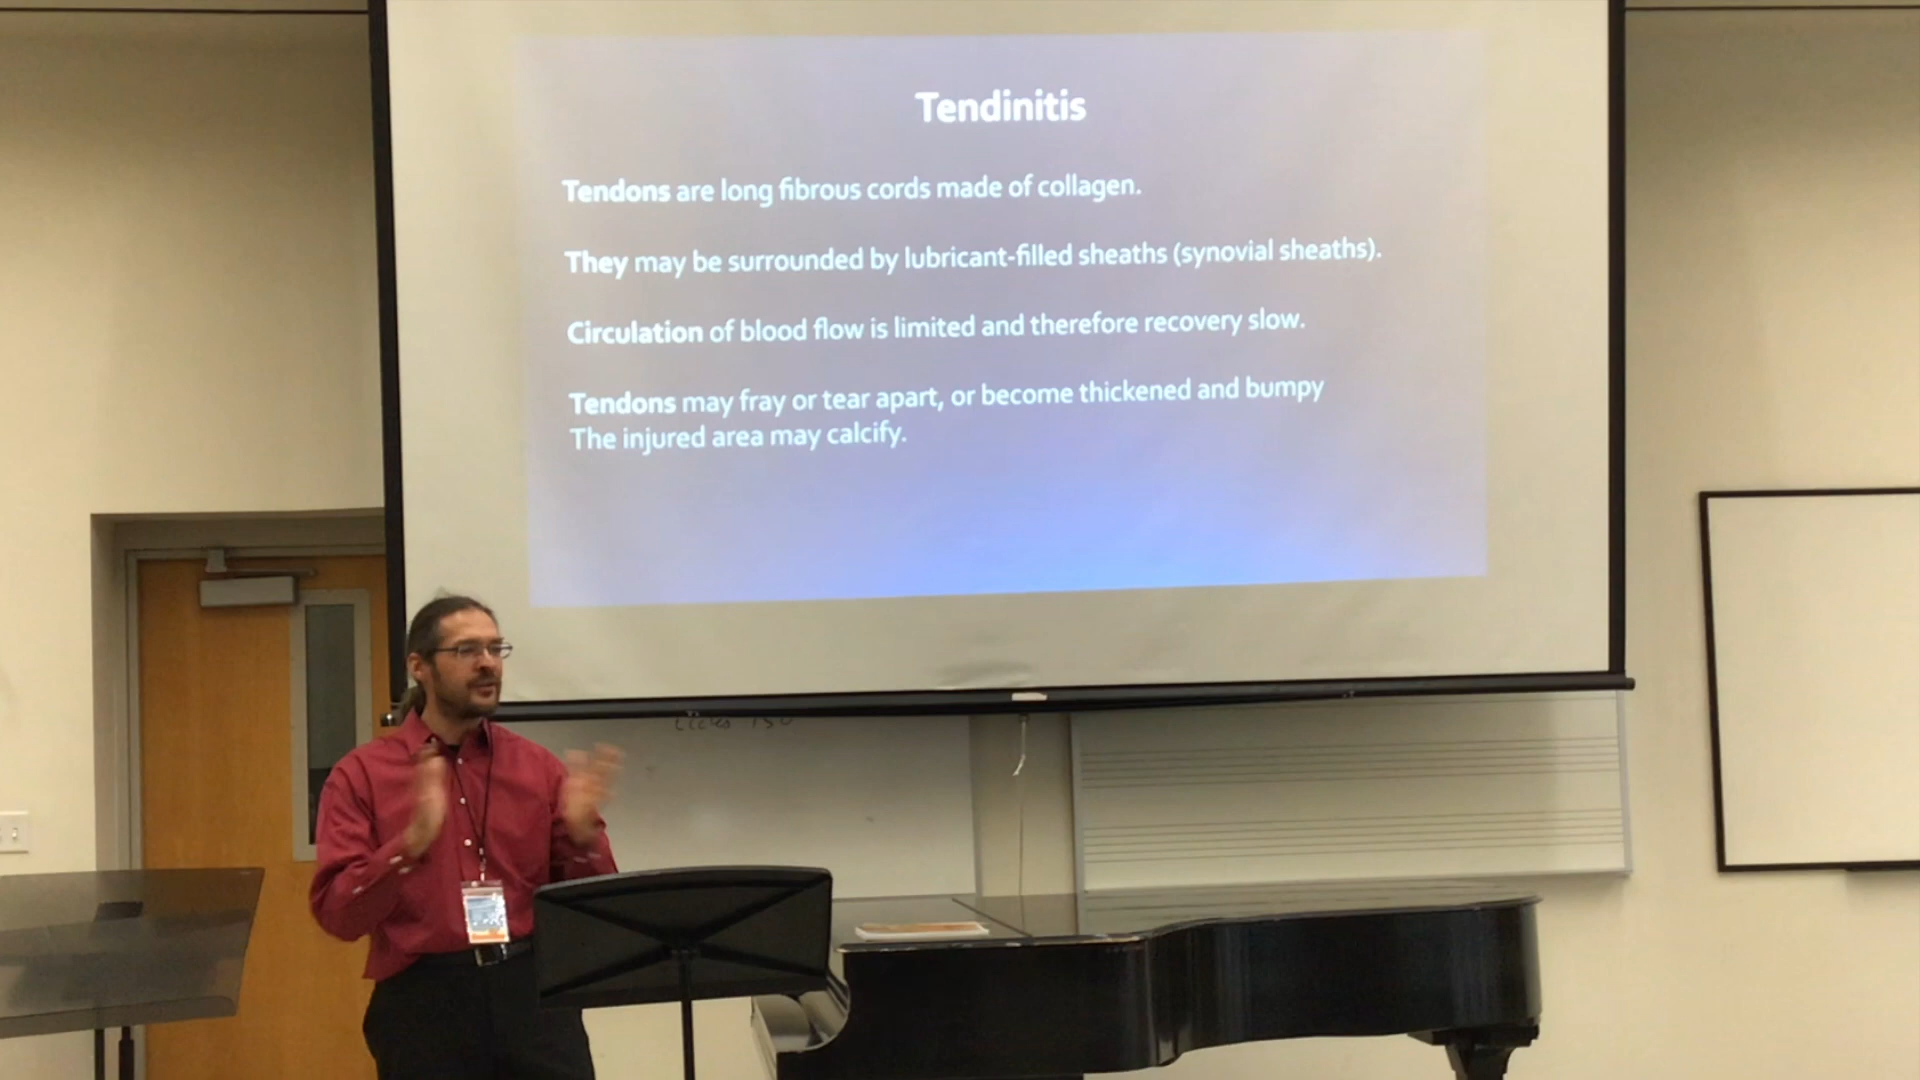 Tendinitis
Tendons are long fibrous cords made of collagen.
They may be surrounded by lubricant-filled sheaths (synovial sheaths).
Circulation of blood flow is limited and therefore recovery slow.
Tendons may fray or tear apart, or become thickened and bumpy
The injured area may calcify.